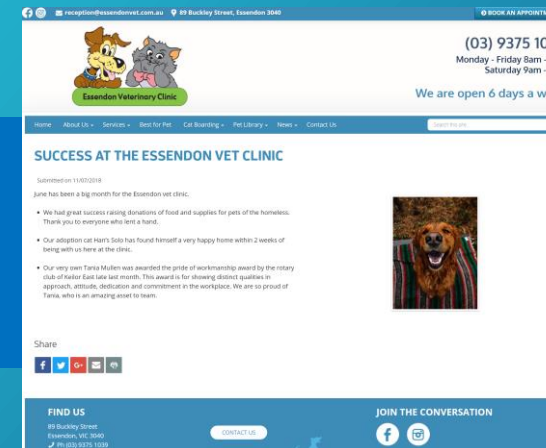 reception@essendonvet.com.au 89 Buckley Street, Essendon 3040
BOOK AN APPOINTM
Essendon Veterinary Clinic
(03) 9375 10
Monday - Friday 8am -
Saturday 9am -
We are open 6 days a w
Home About Us Services Best for Pet Cat Boarding Pet Library News Contact Us
Search the site
SUCCESS AT THE ESSENDON VET CLINIC
Submitted on 11/07/2018
June has been a big month for the Essendon vet clinic.
• We had great success raising donations of food and supplies for pets of the homeless.
Thank you to everyone who lent a hand.
• Our adoption cat Han's Solo has found himself a very happy home within 2 weeks of
being with us here at the clinic.
• Our very own Tania Mullen was awarded the pride of workmanship award by the rotary
club of Keilor East late last month. This award is for showing distinct qualities in
approach, attitude, dedication and commitment in the workplace. We are so proud of
Tania, who is an amazing asset to team.
Share
FIND US
89 Buckley Street
Essendon, VIC 3040
Ph (03) 9375 1039
CONTACT US
JOIN THE CONVERSATION